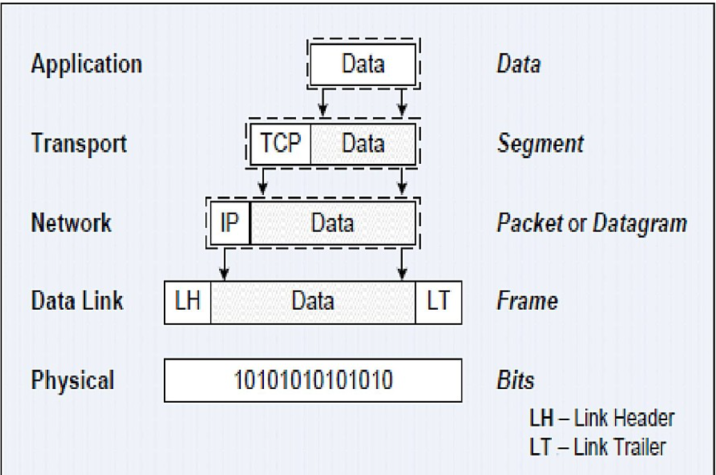 Application Data Data
Transport TCP Data Segment
Network IP Data Packet or Datagram
Data Link LH Data LT Frame
Physical 10101010101010 Bits
LH – Link Header
LT – Link Trailer